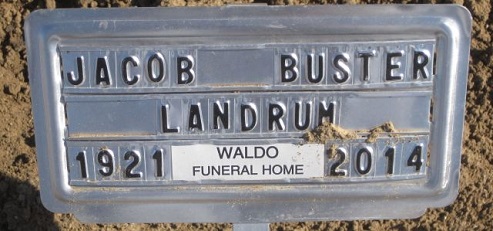 JACOB BUSTER
LANDRUM
1921 WALDO FUNERAL HOME 2014